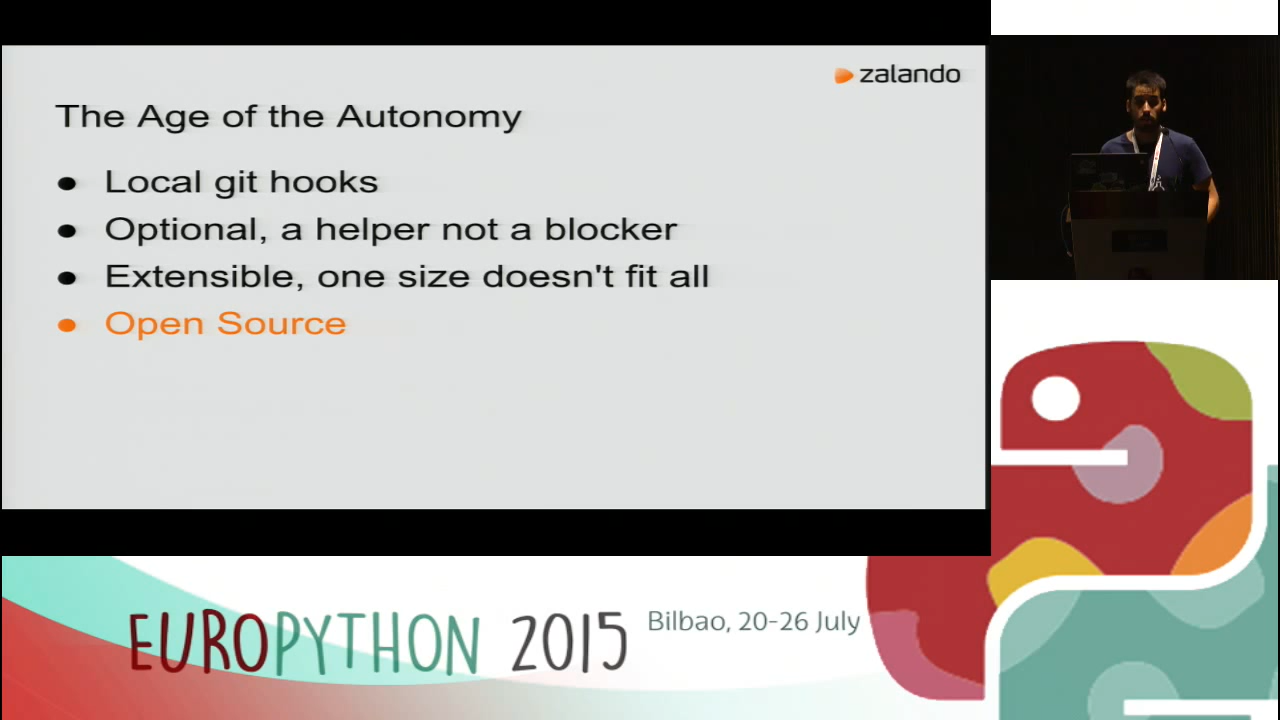 zalando
The Age of the Autonomy
● Local git hooks
● Optional, a helper not a blocker
● Extensible, one size doesn't fit all
● Open Source
EUROPYTHON 2015
Bilbao, 20-26 July